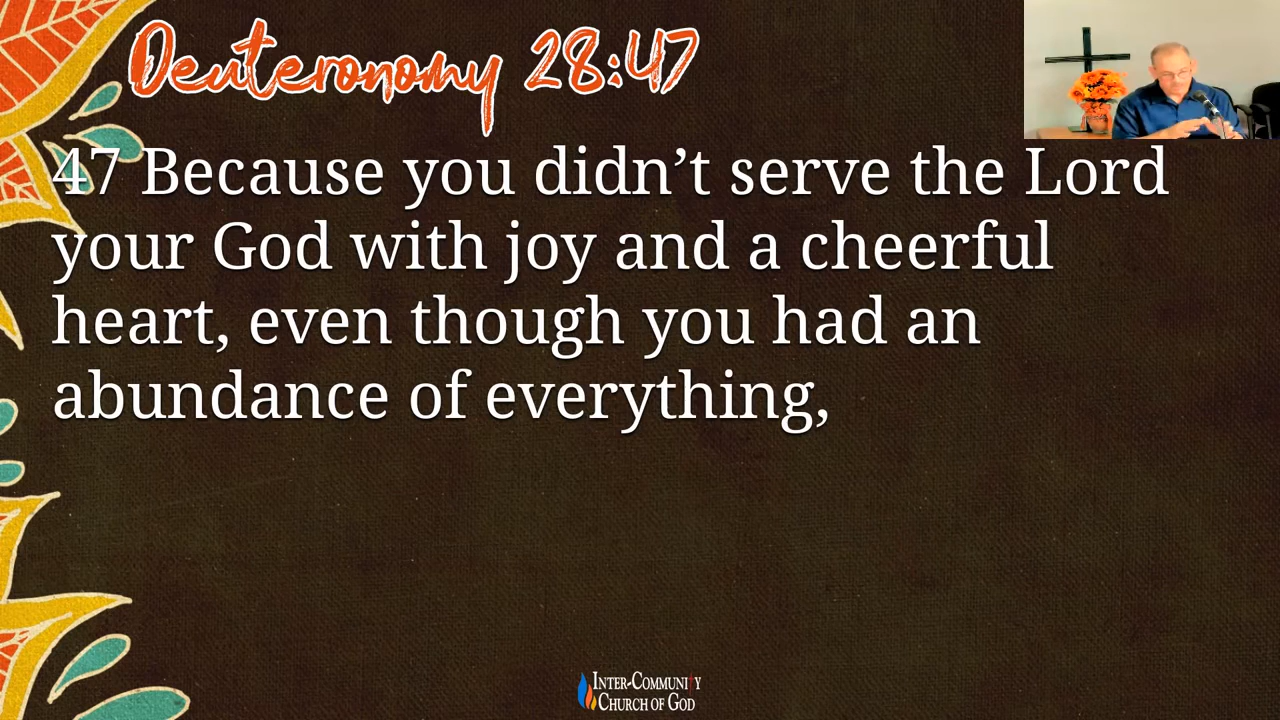 Deuteronomy 28:47
47 Because you didn’t serve the Lord
your God with joy and a cheerful
heart, even though you had an
abundance of everything,
INTER-COMMUNITY
CHURCH OF GOD